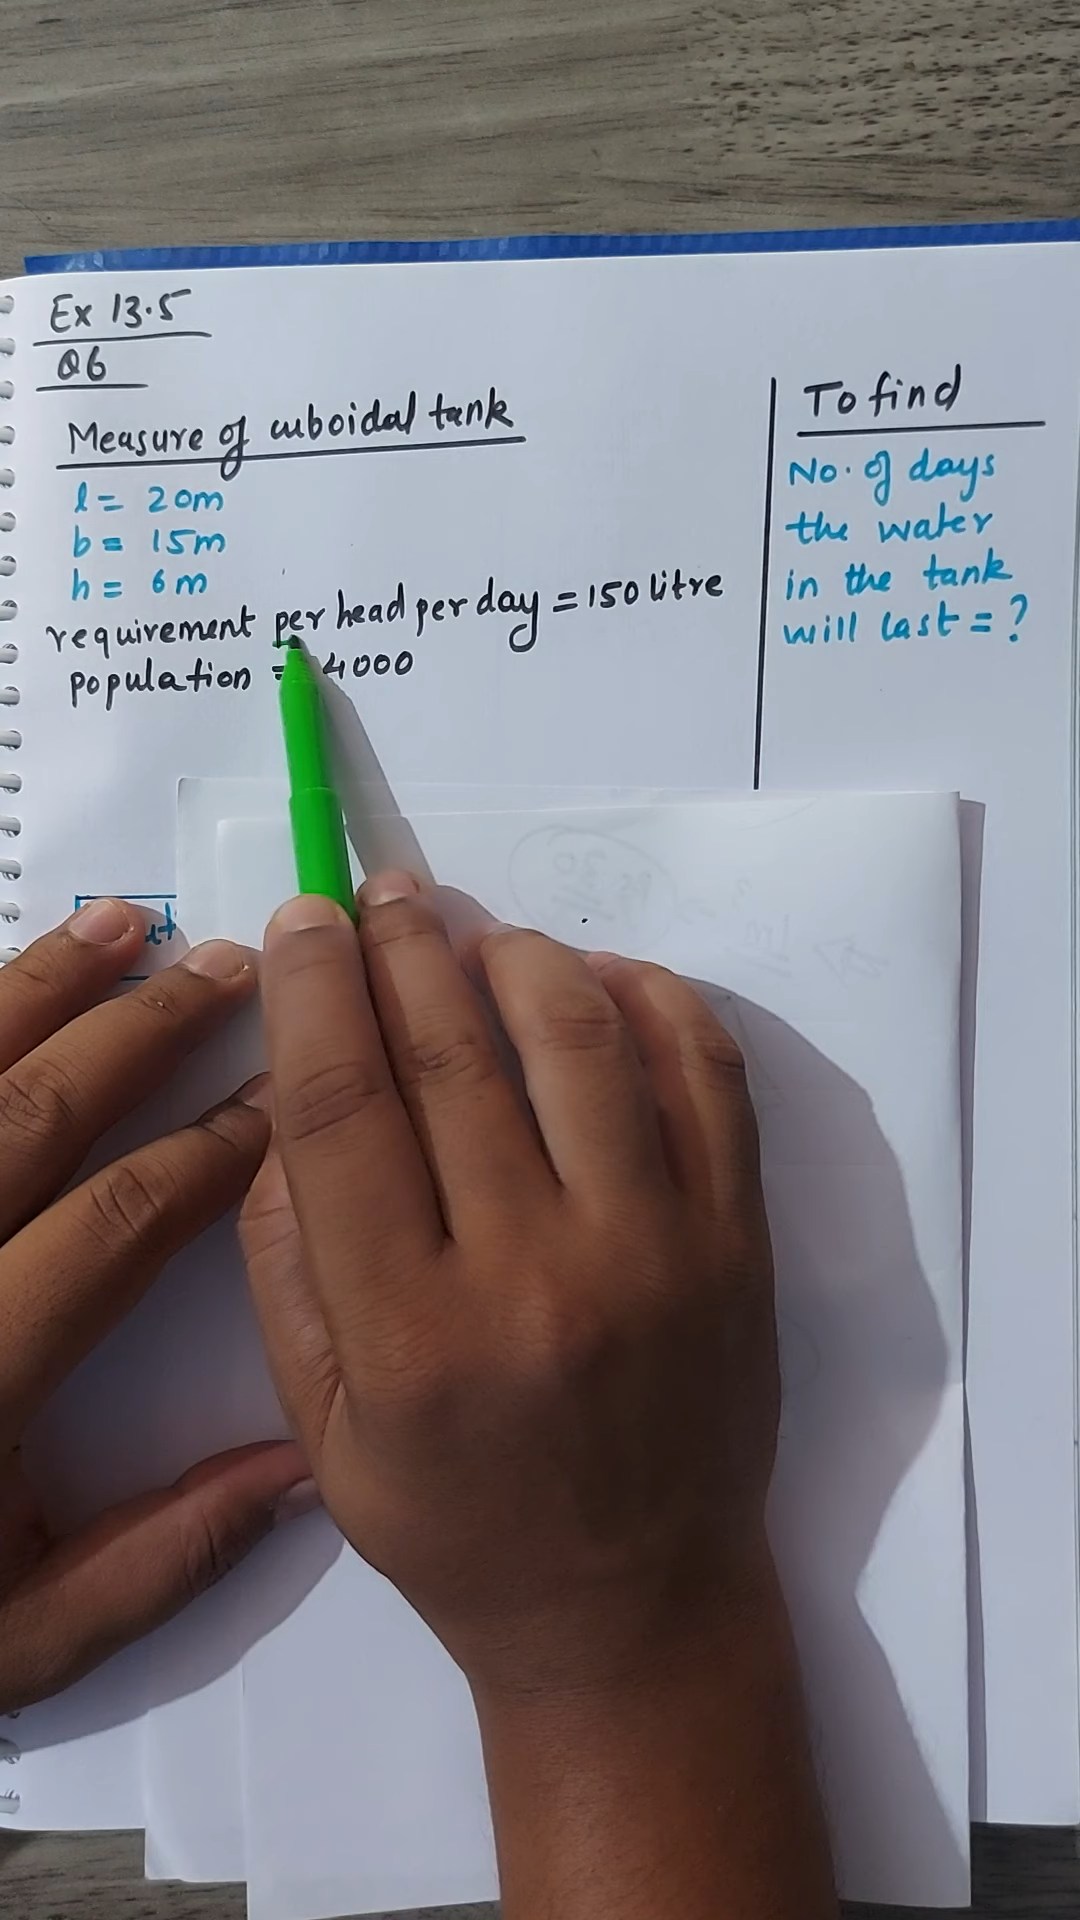 Ex 13.5
Q6
Measure of cuboidal tank
l = 20m
b = 15m
h = 6m
requirement per head per day = 150 litre
population = 4000
To find
No. of days
the water
in the tank
will last = ?